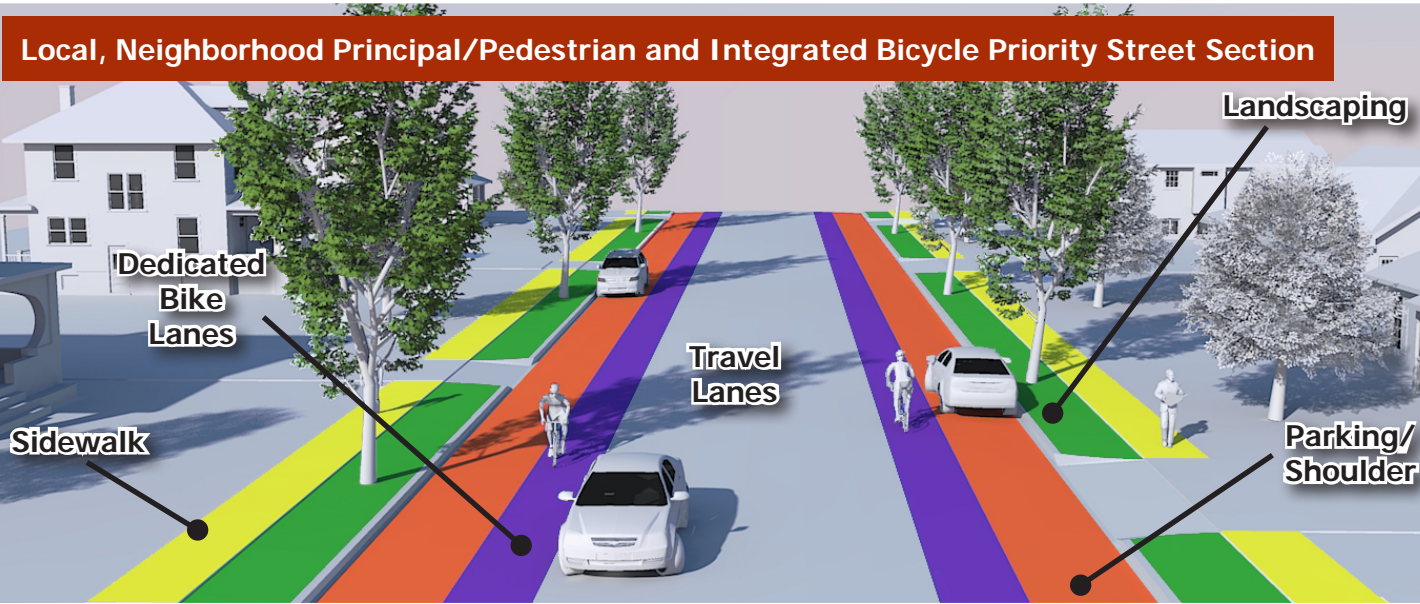 Local, Neighborhood Principal/Pedestrian and Integrated Bicycle Priority Street Section
Landscaping
Dedicated
Bike
Lanes
Travel
Lanes
Sidewalk
Parking/
Shoulder